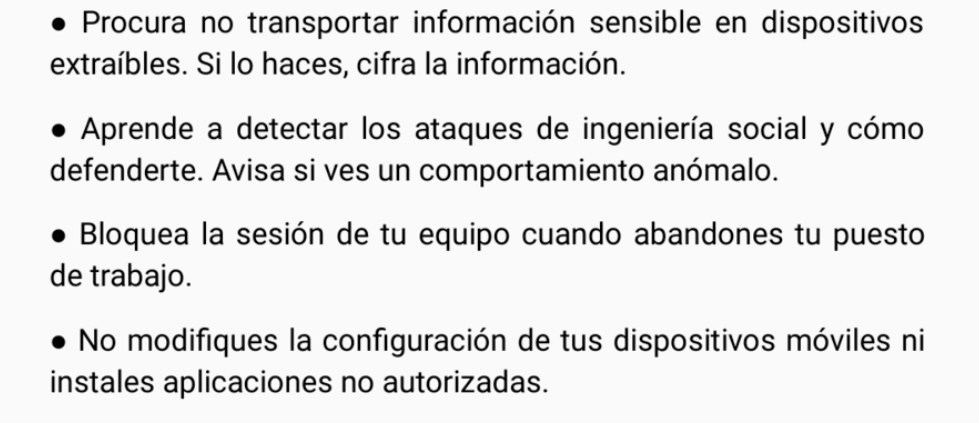 ● Procura no transportar información sensible en dispositivos
extraíbles. Si lo haces, cifra la información.
● Aprende a detectar los ataques de ingeniería social y cómo
defenderte. Avisa si ves un comportamiento anómalo.
● Bloquea la sesión de tu equipo cuando abandones tu puesto
de trabajo.
● No modifiques la configuración de tus dispositivos móviles ni
instales aplicaciones no autorizadas.